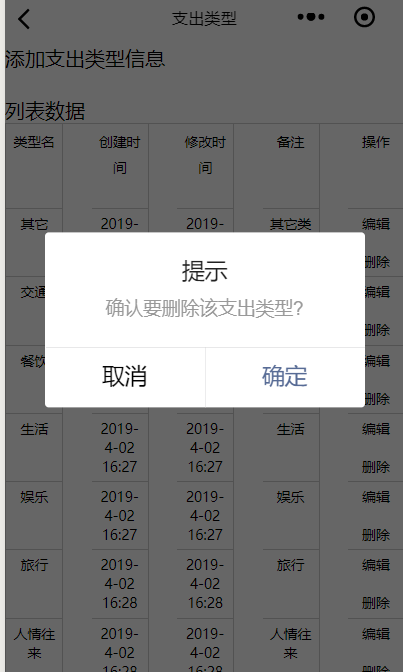 支出类型
添加支出类型信息
列表数据
类型名 创建时间 修改时间 备注 操作
其它 2019- 2019- 其它类 编辑
删除
提示
确认要删除该支出类型?
取消 确定
交通 编辑
删除
餐饮 编辑
删除
生活 2019-4-02 16:27 2019-4-02 16:27 生活 编辑
删除
娱乐 2019-4-02 16:27 2019-4-02 16:27 娱乐 编辑
删除
旅行 2019-4-02 16:28 2019-4-02 16:28 旅行 编辑
删除
人情往来 2019-4-02 16:28 2019-4-02 16:28 人情往来 编辑
删除